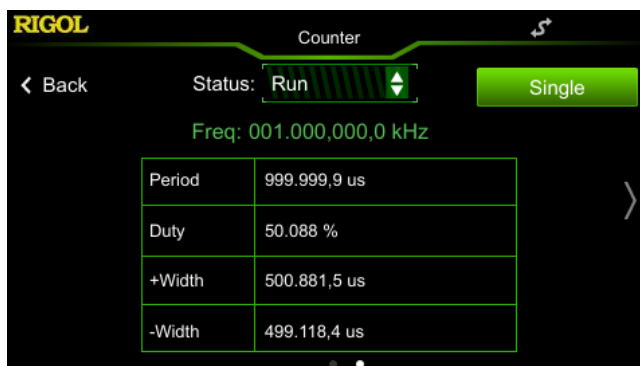 RIGOL
Counter
Back
Status: Run
Single
Freq: 001.000,000,0 kHz
Period 999.999,9 us
Duty 50.088 %
+Width 500.881,5 us
-Width 499.118,4 us